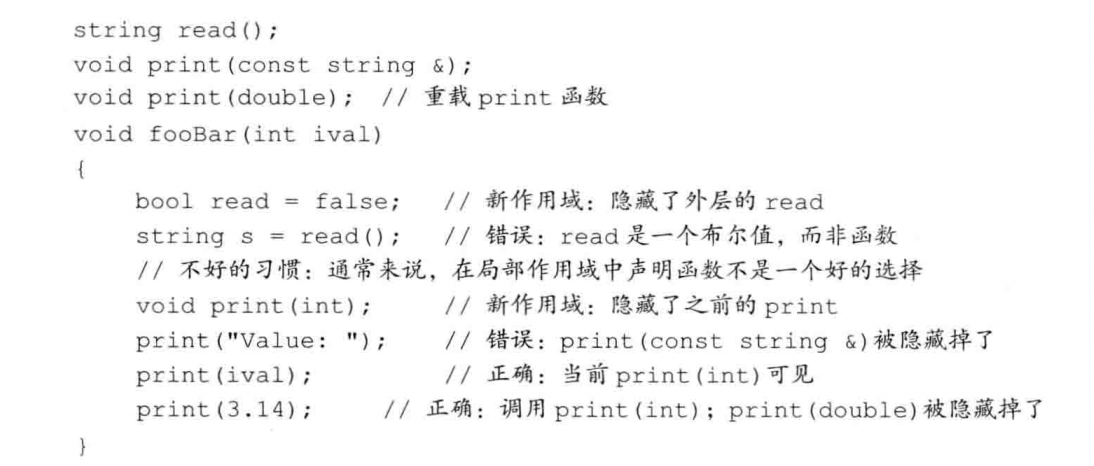 string read();
void print(const string &);
void print(double); // 重载print 函数
void fooBar(int ival)
{
    bool read = false; // 新作用域：隐藏了外层的 read
    string s = read(); // 错误：read是一个布尔值，而非函数
    // 不好的习惯：通常来说，在局部作用域中声明函数不是一个好的选择
    void print(int); // 新作用域：隐藏了之前的print
    print("Value: "); // 错误：print(const string &)被隐藏掉了
    print(ival); // 正确：当前print(int)可见
    print(3.14); // 正确：调用print(int); print(double)被隐藏掉了
}